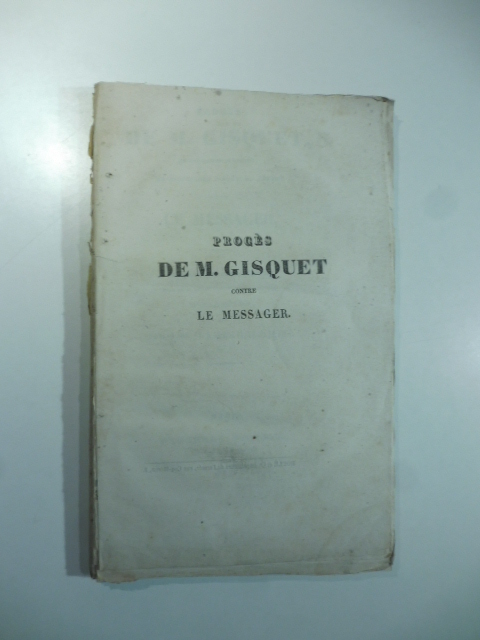 PROCÈS
DE M. GISQUET
CONTRE
LE MESSAGER.